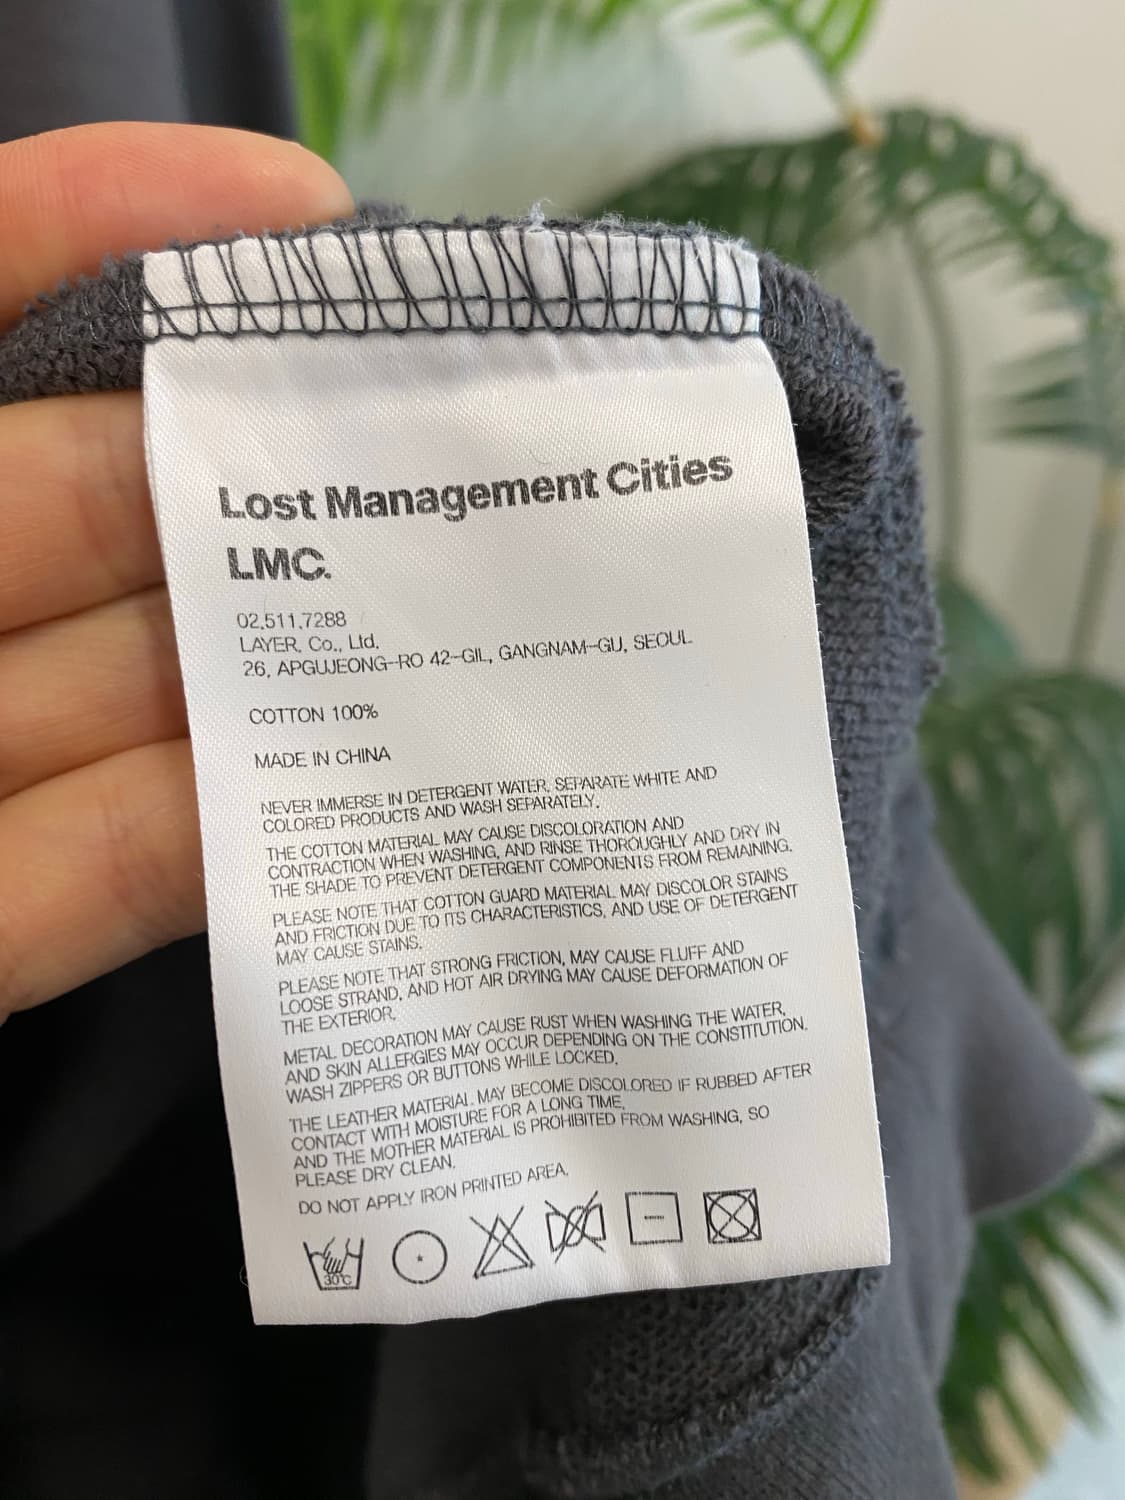 Lost Management Cities
LMC.
02.511.7288
LAYER. Co., Ltd.
26, APGUJEONG-RO 42-GIL, GANGNAM-GU, SEOUL
COTTON 100%
MADE IN CHINA
NEVER IMMERSE IN DETERGENT WATER. SEPARATE WHITE AND
COLORED PRODUCTS AND WASH SEPARATELY.
THE COTTON MATERIAL MAY CAUSE DISCOLORATION AND
CONTRACTION WHEN WASHING, AND RINSE THOROUGHLY AND DRY IN
THE SHADE TO PREVENT DETERGENT COMPONENTS FROM REMAINING.
PLEASE NOTE THAT COTTON GUARD MATERIAL MAY DISCOLOR STAINS
AND FRICTION DUE TO ITS CHARACTERISTICS, AND USE OF DETERGENT
MAY CAUSE STAINS.
PLEASE NOTE THAT STRONG FRICTION, MAY CAUSE FLUFF AND
LOOSE STRAND, AND HOT AIR DRYING MAY CAUSE DEFORMATION OF
THE EXTERIOR.
METAL DECORATION MAY CAUSE RUST WHEN WASHING THE WATER,
AND SKIN ALLERGIES MAY OCCUR DEPENDING ON THE CONSTITUTION.
WASH ZIPPERS OR BUTTONS WHILE LOCKED.
THE LEATHER MATERIAL. MAY BECOME DISCOLORED IF RUBBED AFTER
CONTACT WITH MOISTURE FOR A LONG TIME,
AND THE MOTHER MATERIAL IS PROHIBITED FROM WASHING, SO
PLEASE DRY CLEAN.
DO NOT APPLY IRON PRINTED AREA.
30°C